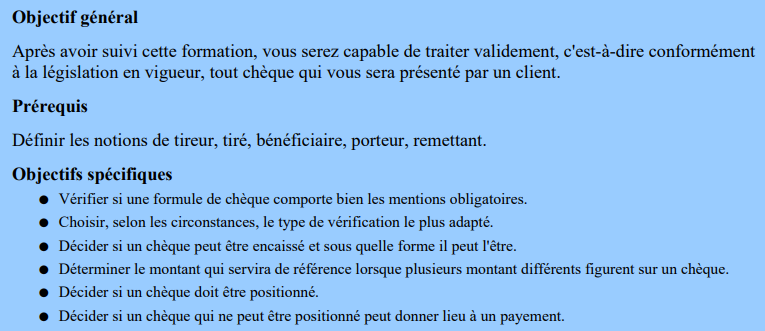 Objectif général
Après avoir suivi cette formation, vous serez capable de traiter validement, c'est-à-dire conformément
à la législation en vigueur, tout chèque qui vous sera présenté par un client.
Prérequis
Définir les notions de tireur, tiré, bénéficiaire, porteur, remettant.
Objectifs spécifiques
● Vérifier si une formule de chèque comporte bien les mentions obligatoires.
● Choisir, selon les circonstances, le type de vérification le plus adapté.
● Décider si un chèque peut être encaissé et sous quelle forme il peut l'être.
● Déterminer le montant qui servira de référence lorsque plusieurs montant différents figurent sur un chèque.
● Décider si un chèque doit être positionné.
● Décider si un chèque qui ne peut être positionné peut donner lieu à un payement.